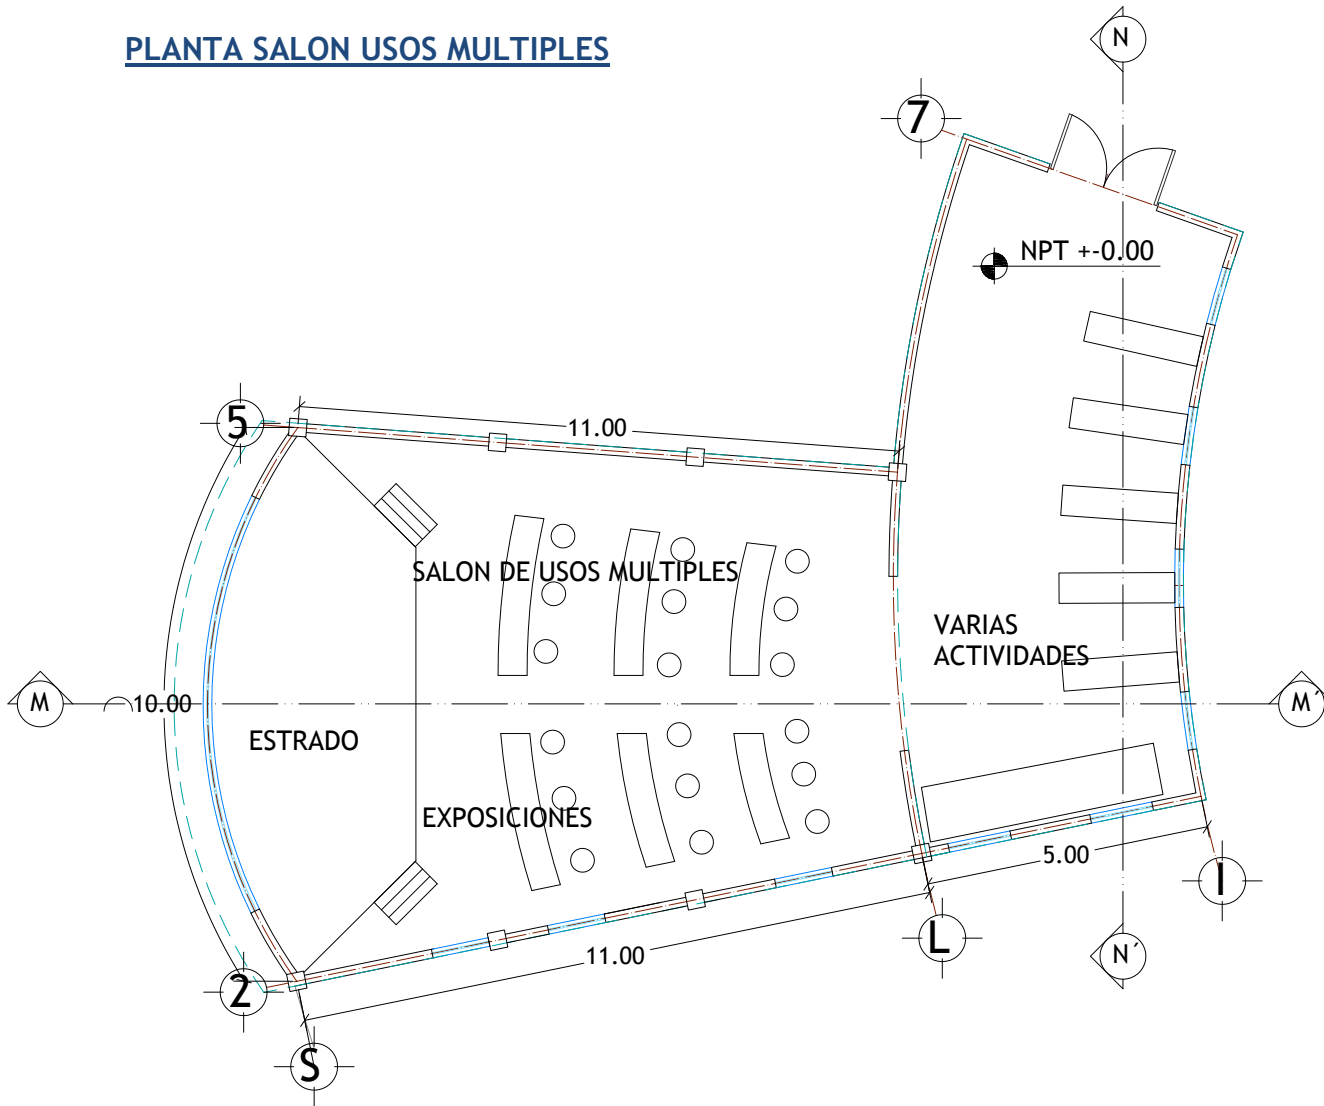 PLANTA SALON USOS MULTIPLES
N
7
NPT +-0.00
5
11.00
SALON DE USOS MULTIPLES
VARIAS
ACTIVIDADES
M
10.00
M´
ESTRADO
EXPOSICIONES
5.00
I
L
11.00
N´
2
S